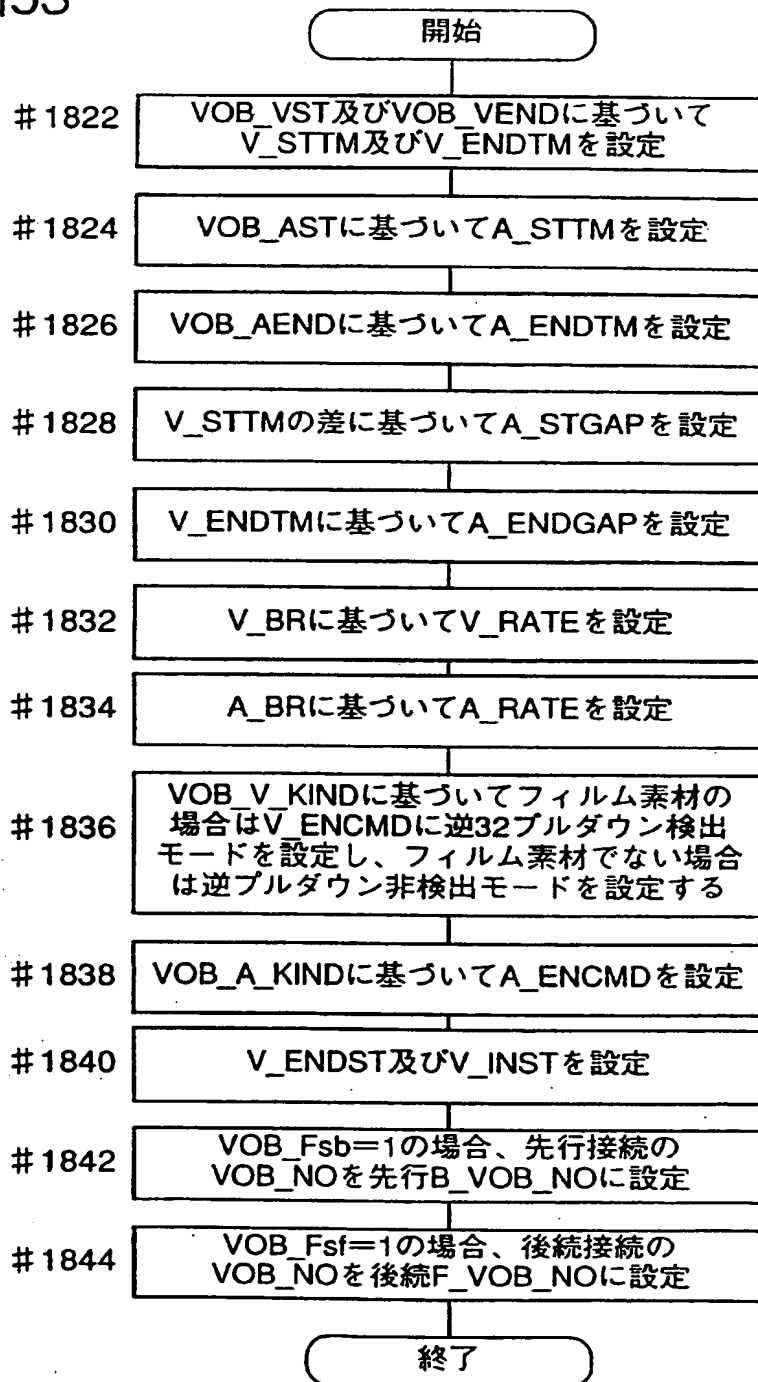 開始
#1822
VOB_VST及びVOB_VENDに基づいて
V_STTM及びV_ENDTMを設定
#1824
VOB_ASTに基づいてA_STTMを設定
#1826
VOB_AENDに基づいてA_ENDTMを設定
#1828
V_STTMの差に基づいてA_STGAPを設定
#1830
V_ENDTMに基づいてA_ENDGAPを設定
#1832
V_BRに基づいてV_RATEを設定
#1834
A_BRに基づいてA_RATEを設定
#1836
VOB_V_KINDに基づいてフィルム素材の
場合はV_ENCMDに逆32プルダウン検出
モードを設定し、フィルム素材でない場合
は逆プルダウン非検出モードを設定する
#1838
VOB_A_KINDに基づいてA_ENCMDを設定
#1840
V_ENDST及びV_INSTを設定
#1842
VOB_Fsb=1の場合、先行接続の
VOB_NOを先行B_VOB_NOに設定
#1844
VOB_Fsf=1の場合、後続接続の
VOB_NOを後続F_VOB_NOに設定
終了